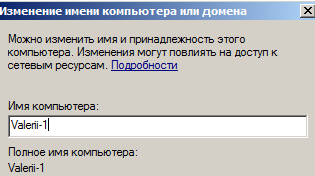 Изменение имени компьютера или домена
Можно изменить имя и принадлежность этого
компьютера. Изменения могут повлиять на доступ к
сетевым ресурсам. Подробности
Имя компьютера:
Valerii-1
Полное имя компьютера:
Valerii-1